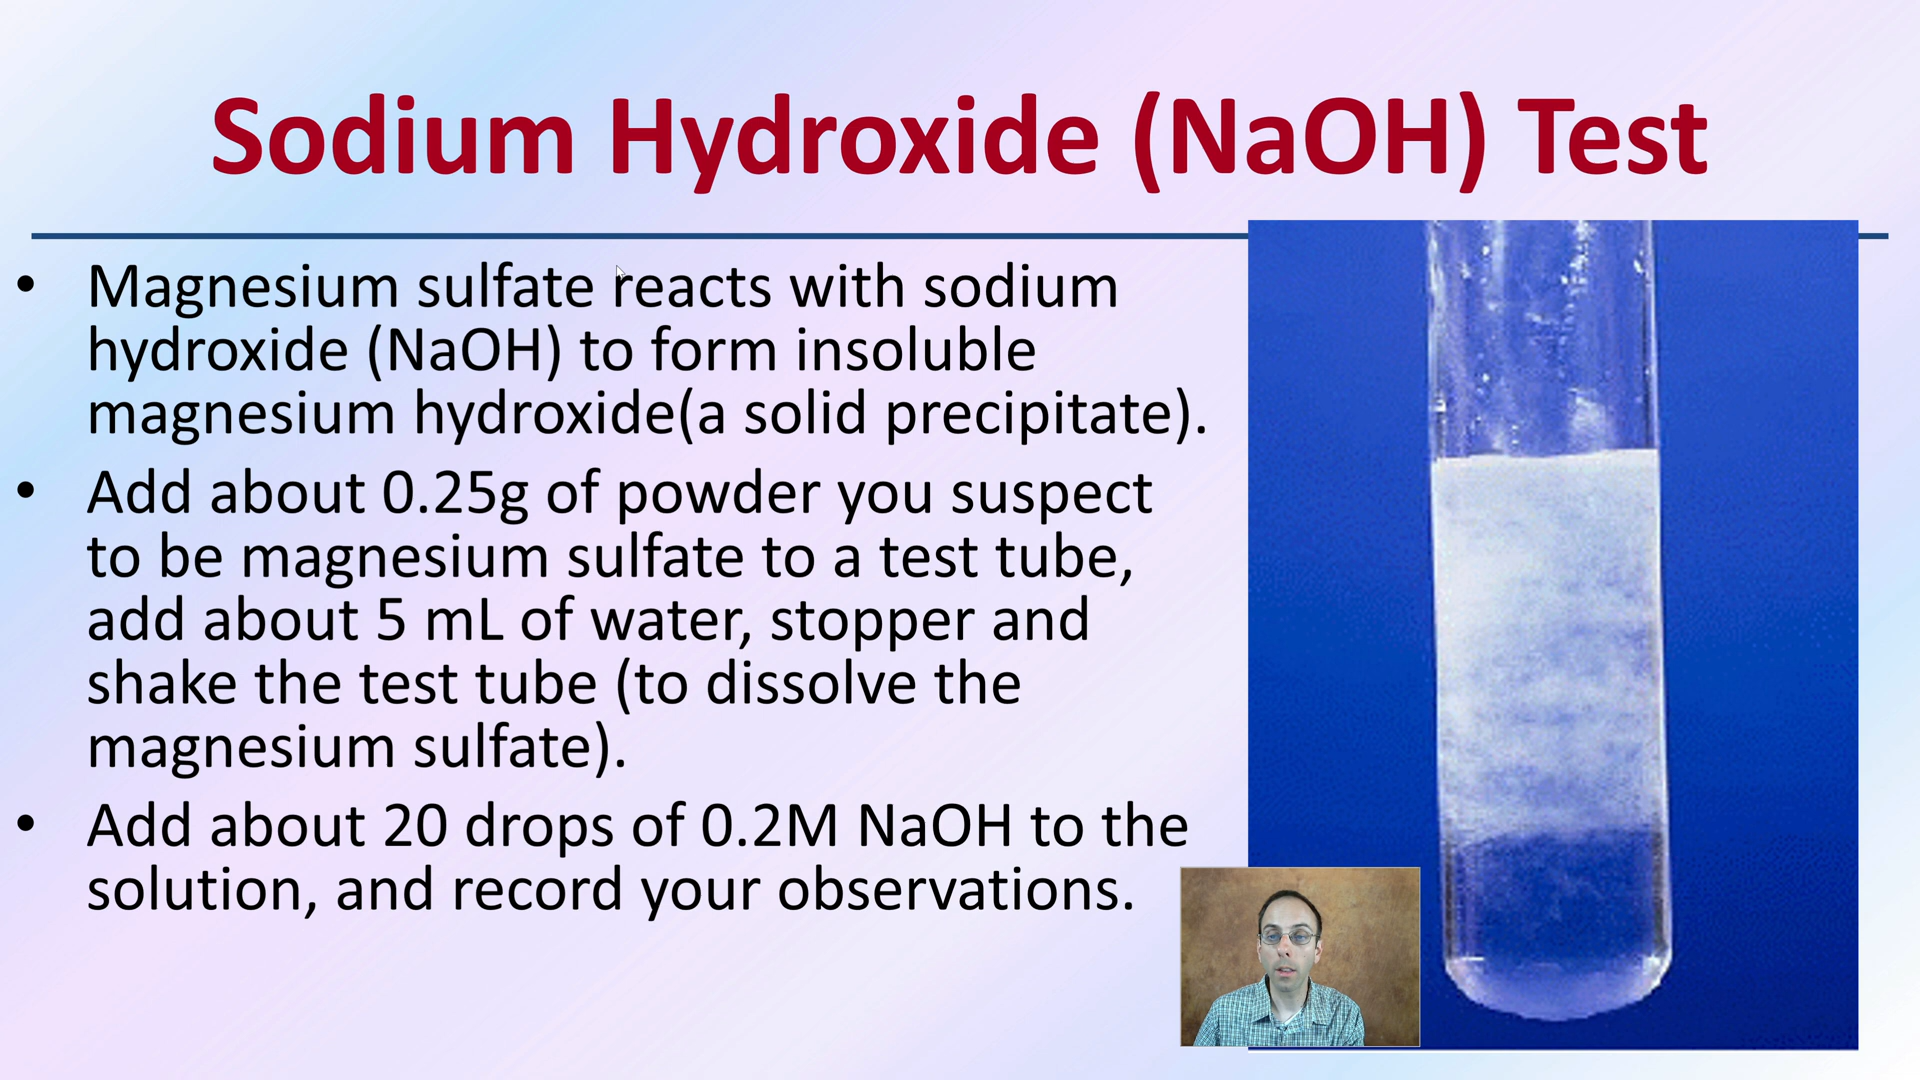 Sodium Hydroxide (NaOH) Test
• Magnesium sulfate reacts with sodium
hydroxide (NaOH) to form insoluble
magnesium hydroxide(a solid precipitate).
• Add about 0.25g of powder you suspect
to be magnesium sulfate to a test tube,
add about 5 mL of water, stopper and
shake the test tube (to dissolve the
magnesium sulfate).
• Add about 20 drops of 0.2M NaOH to the
solution, and record your observations.